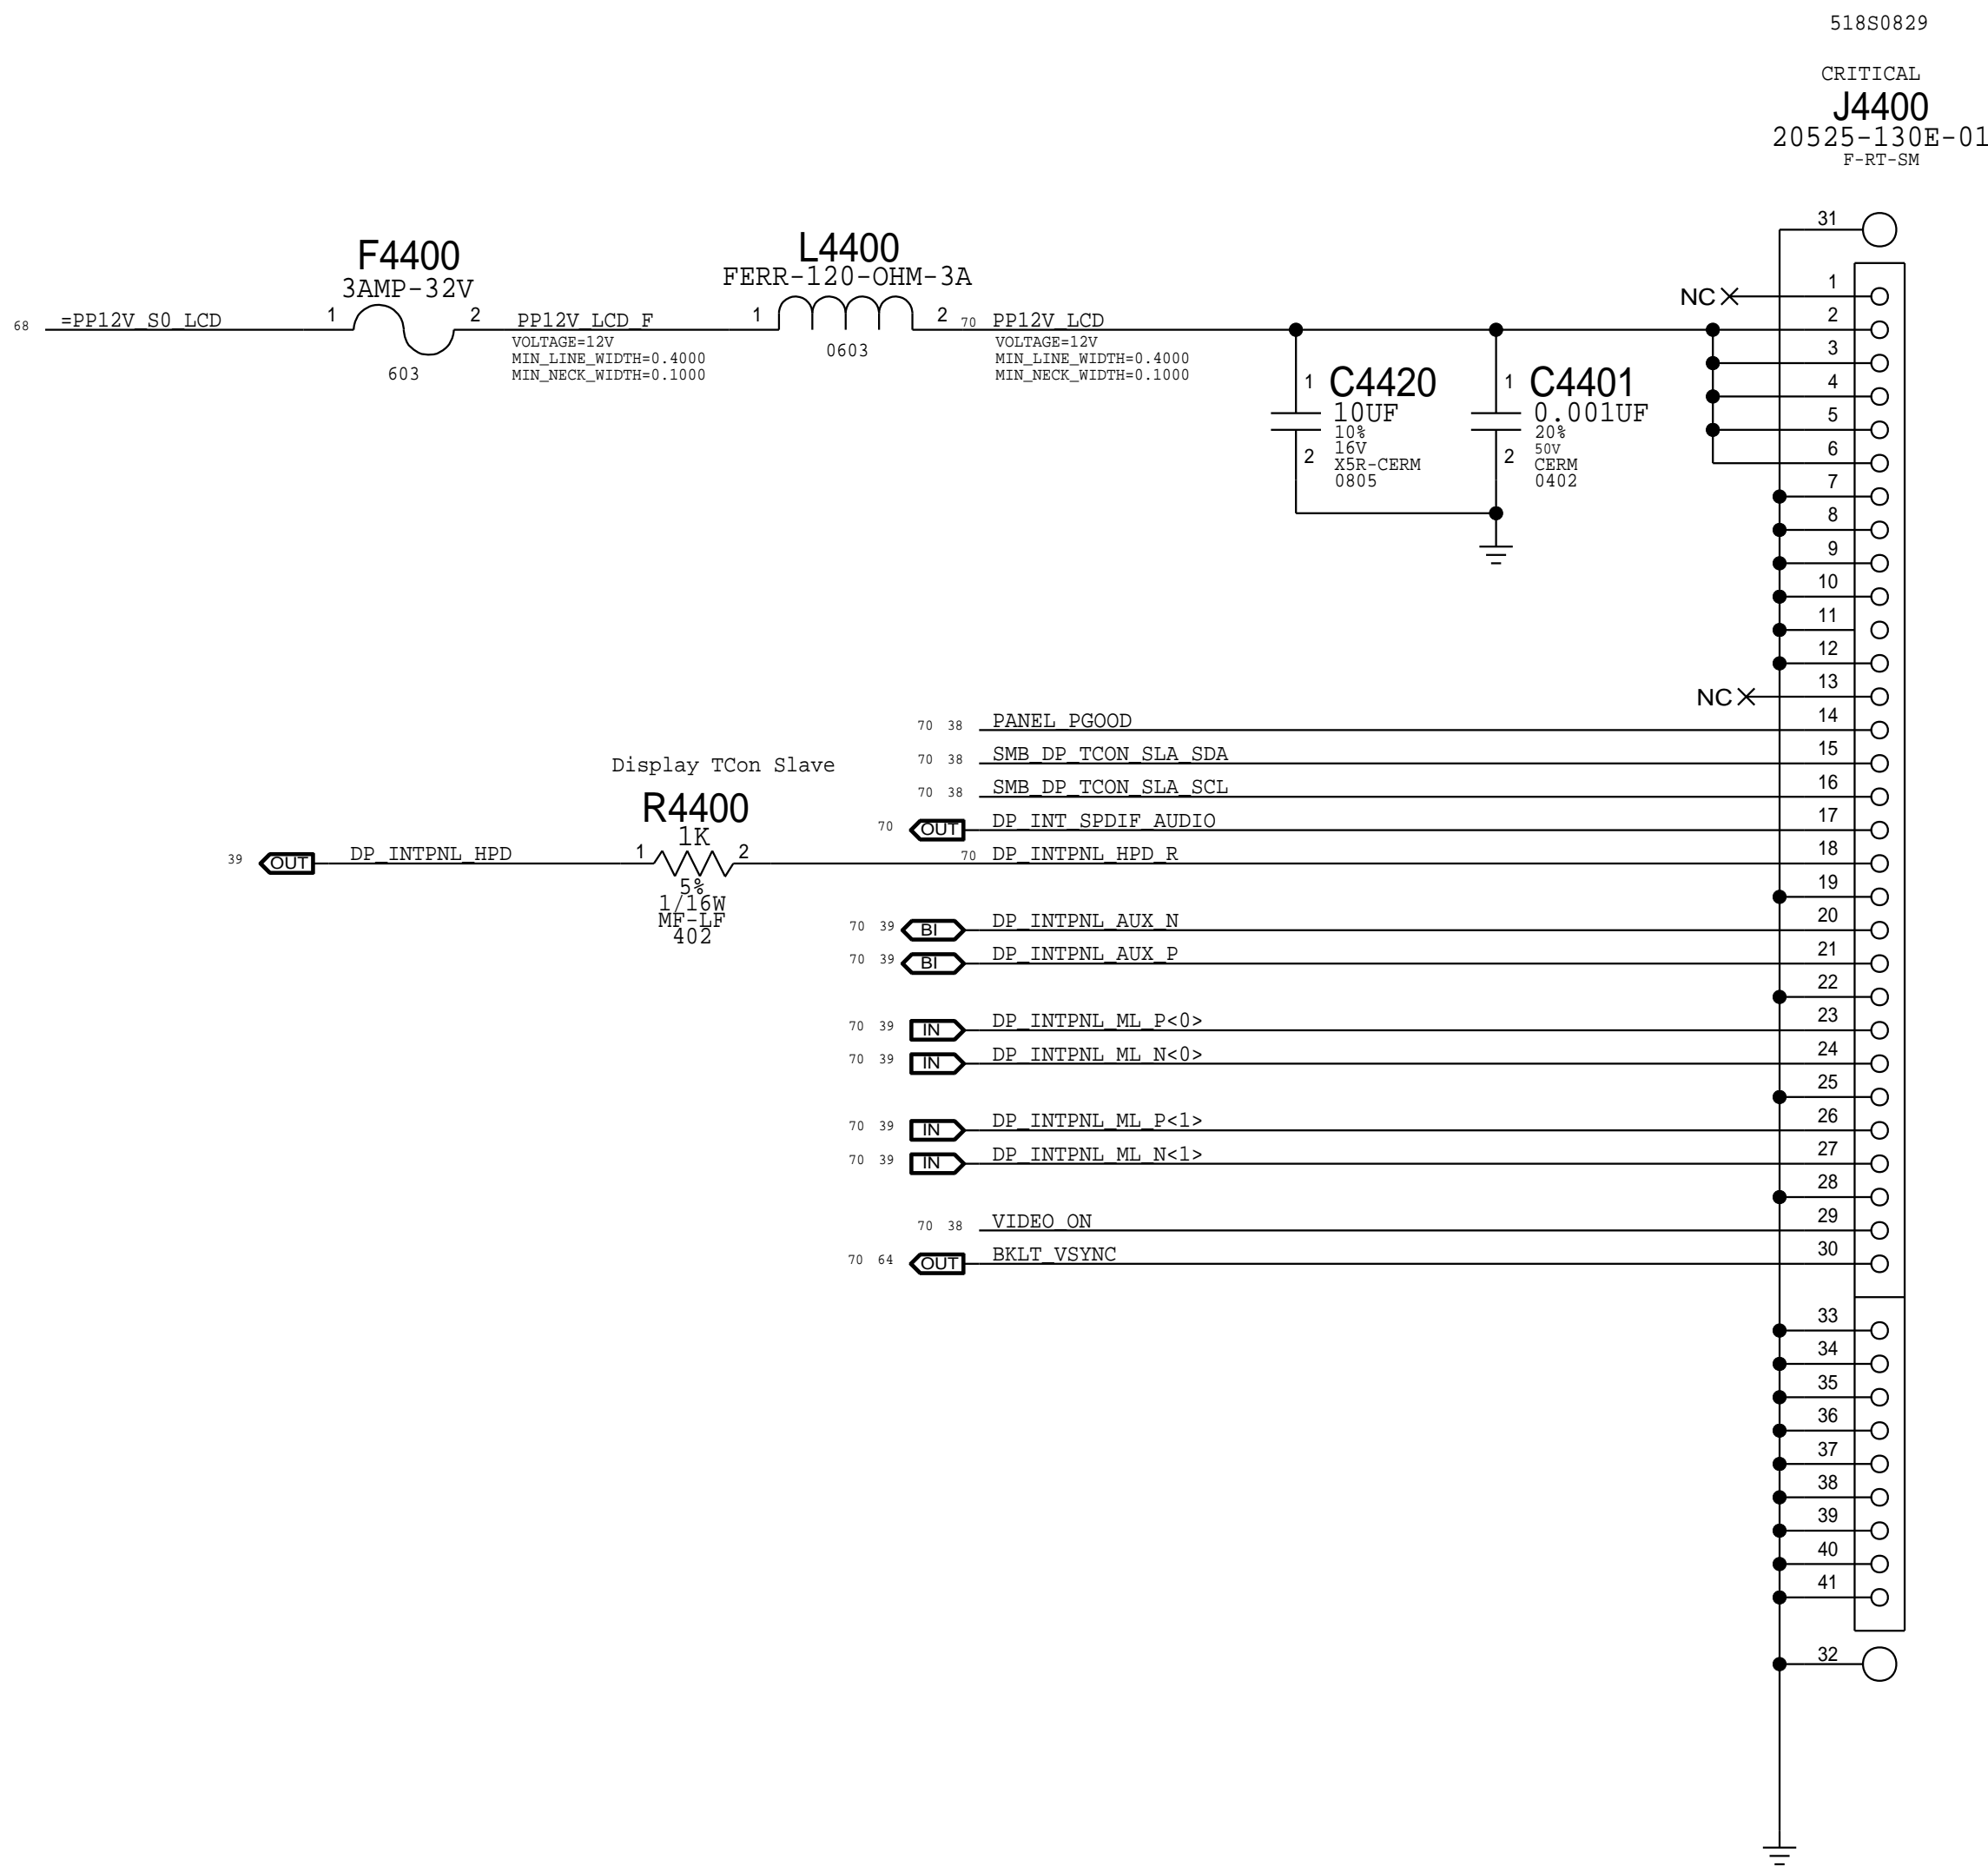 518S0829
CRITICAL
J4400
20525-130E-01
F-RT-SM
31
F4400
3AMP-32V
68 =PP12V_S0_LCD 1 2 PP12V_LCD_F
603
VOLTAGE=12V
MIN_LINE_WIDTH=0.4000
MIN_NECK_WIDTH=0.1000
L4400
FERR-120-OHM-3A
1 2
0603
70 PP12V_LCD
VOLTAGE=12V
MIN_LINE_WIDTH=0.4000
MIN_NECK_WIDTH=0.1000
1 C4420
10UF
10%
16V
2 X5R-CERM
0805
1 C4401
0.001UF
20%
50V
2 CERM
0402
NC 1
2
3
4
5
6
7
8
9
10
11
12
NC 13
70 38 PANEL_PGOOD 14
70 38 SMB_DP_TCON_SLA_SDA 15
70 38 SMB_DP_TCON_SLA_SCL 16
70 OUT DP_INT_SPDIF_AUDIO 17
Display TCon Slave
R4400
1K
39 OUT DP_INTPNL_HPD 1 2 70 DP_INTPNL_HPD_R 18
5%
1/16W
MF-LF
402
19
70 39 BI DP_INTPNL_AUX_N 20
70 39 BI DP_INTPNL_AUX_P 21
22
70 39 IN DP_INTPNL_ML_P<0> 23
70 39 IN DP_INTPNL_ML_N<0> 24
25
70 39 IN DP_INTPNL_ML_P<1> 26
70 39 IN DP_INTPNL_ML_N<1> 27
28
70 38 VIDEO_ON 29
70 64 OUT BKLT_VSYNC 30
33
34
35
36
37
38
39
40
41
32